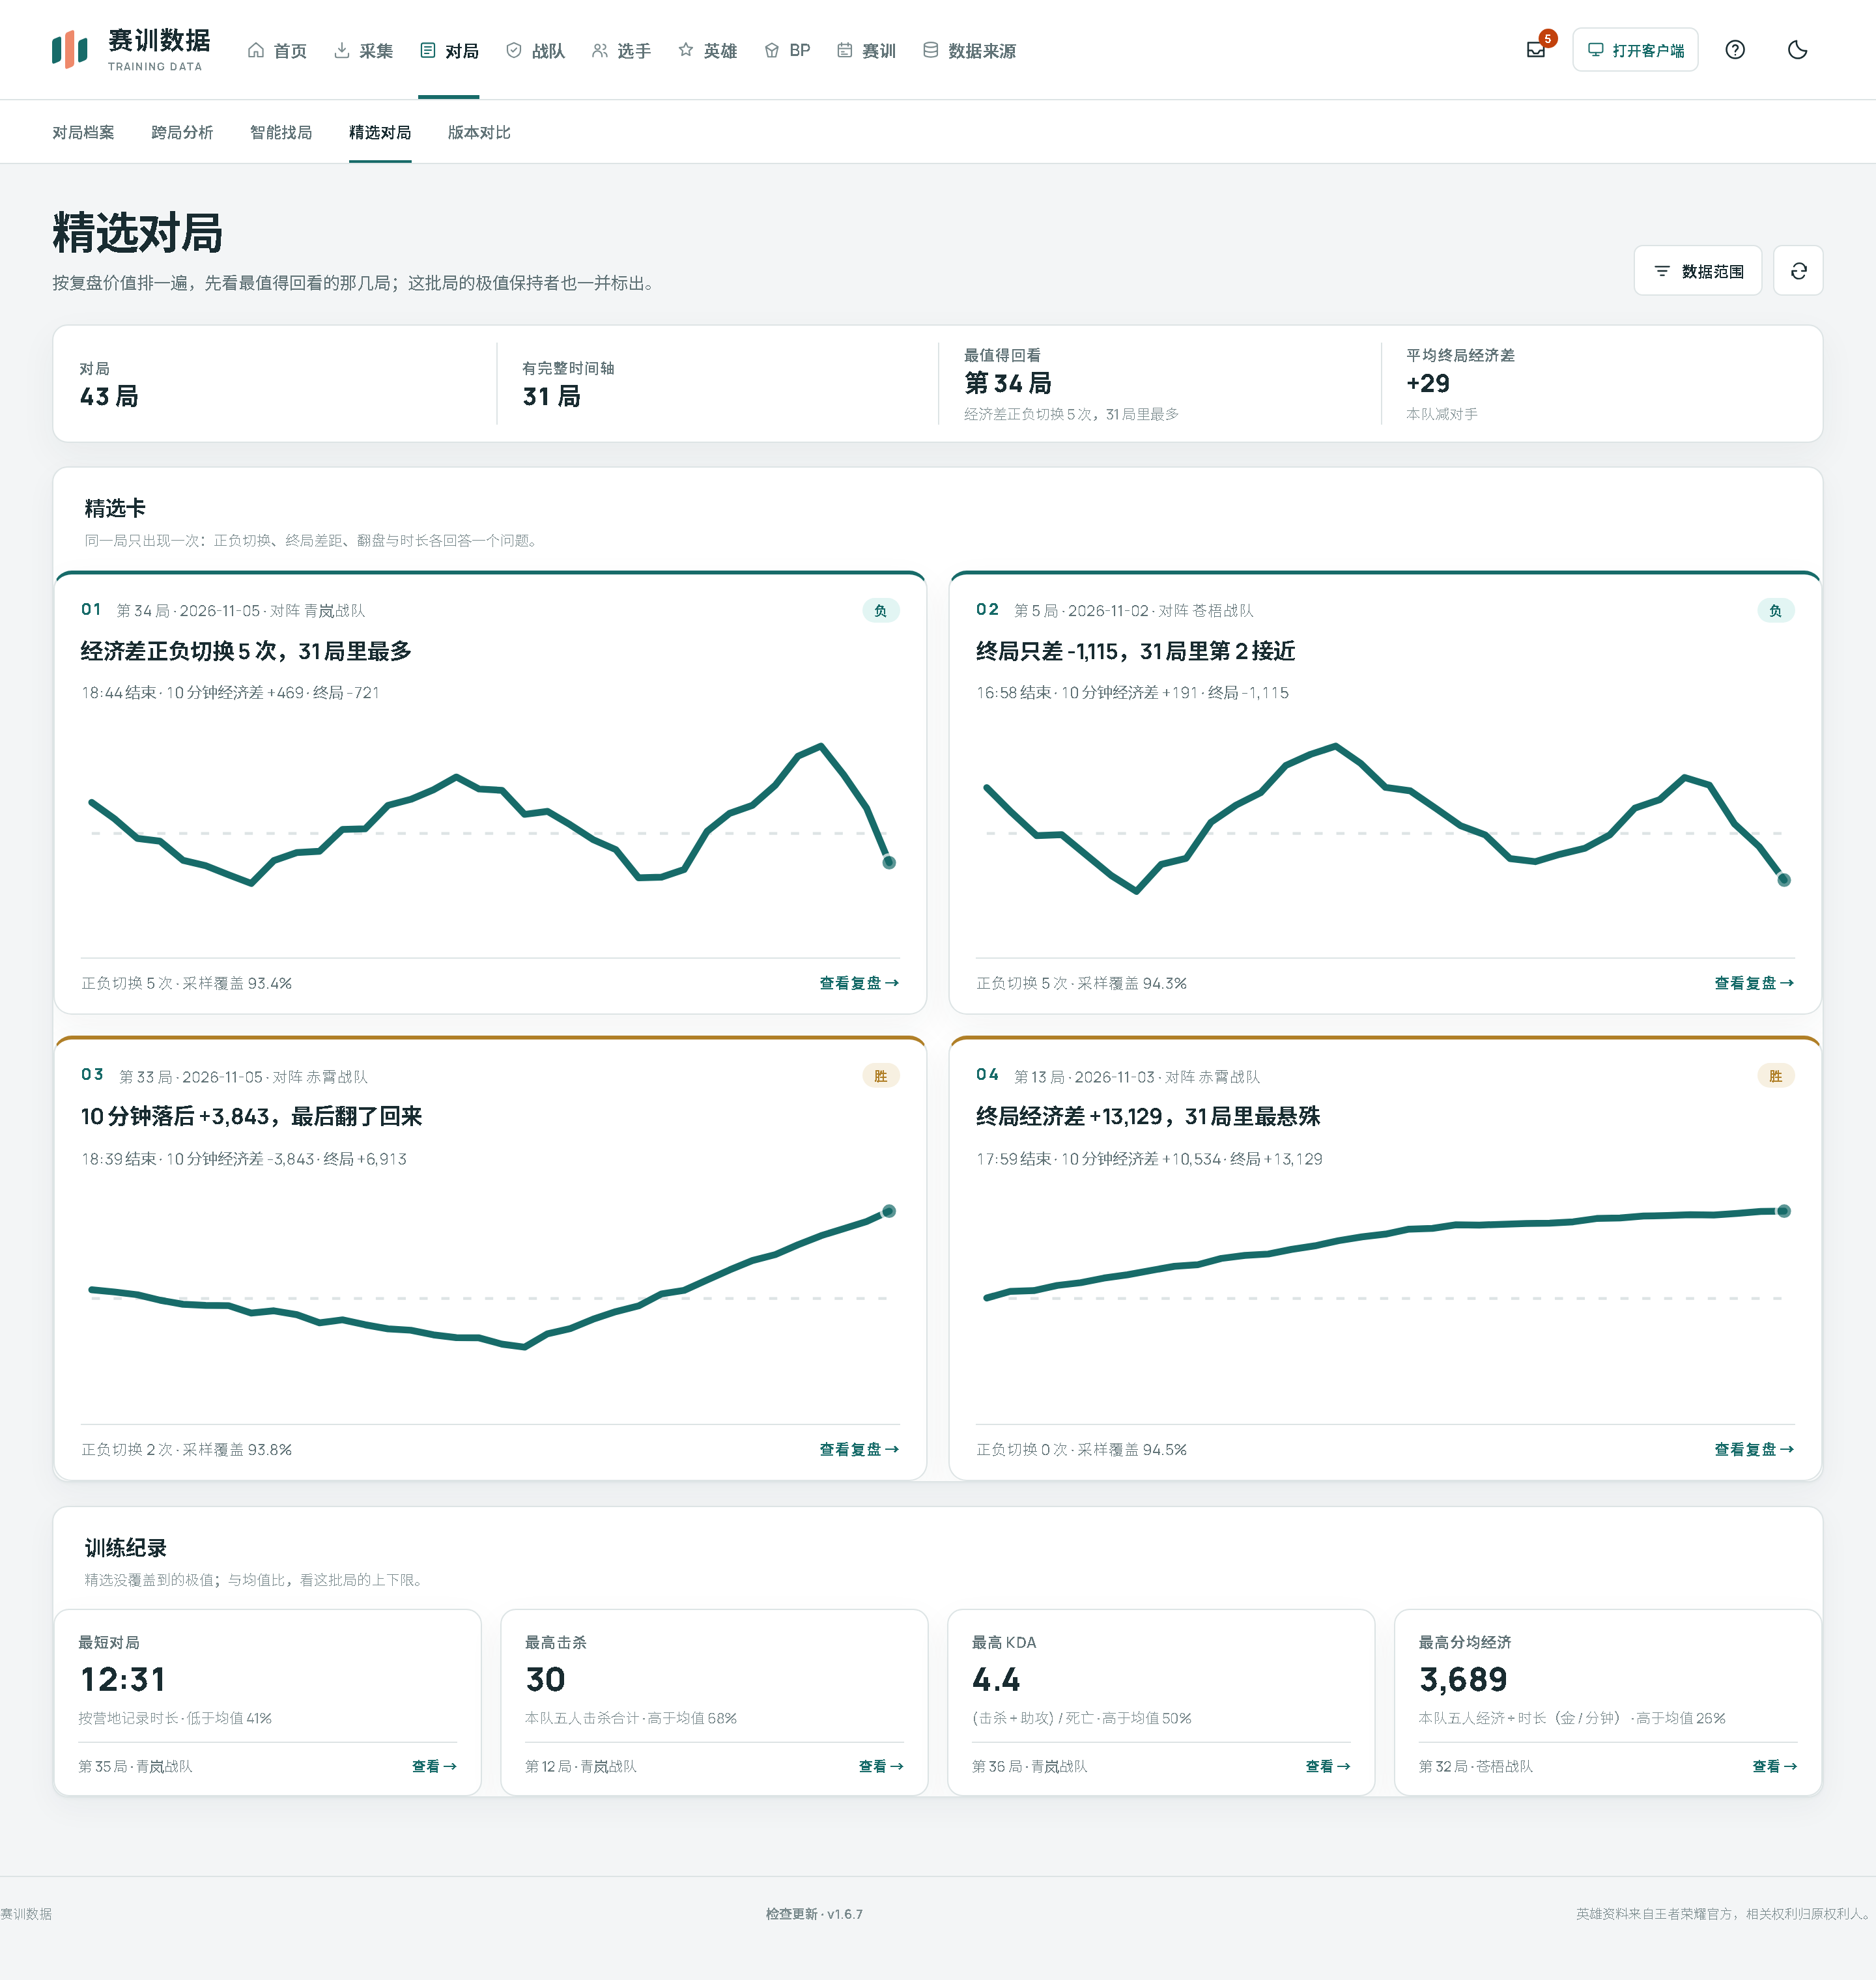 赛训数据
TRAINING DATA
首页
采集
对局
战队
选手
英雄
BP
赛训
数据来源
5
打开客户端
对局档案
跨局分析
智能找局
精选对局
版本对比
精选对局
按复盘价值排一遍，先看最值得回看的那几局；这批局的极值保持者也一并标出。
数据范围
对局
43 局
有完整时间轴
31 局
最值得回看
第 34 局
经济差正负切换 5 次，31 局里最多
平均终局经济差
+29
本队减对手
精选卡
同一局只出现一次：正负切换、终局差距、翻盘与时长各回答一个问题。
01 第 34 局 · 2026-11-05 · 对阵 青岚战队
负
经济差正负切换 5 次，31 局里最多
18:44 结束 · 10 分钟经济差 +469 · 终局 -721
正负切换 5 次 · 采样覆盖 93.4%
查看复盘 →
02 第 5 局 · 2026-11-02 · 对阵 苍梧战队
负
终局只差 -1,115，31 局里第 2 接近
16:58 结束 · 10 分钟经济差 +191 · 终局 -1,115
正负切换 5 次 · 采样覆盖 94.3%
查看复盘 →
03 第 33 局 · 2026-11-05 · 对阵 赤霄战队
胜
10 分钟落后 +3,843，最后翻了回来
18:39 结束 · 10 分钟经济差 -3,843 · 终局 +6,913
正负切换 2 次 · 采样覆盖 93.8%
查看复盘 →
04 第 13 局 · 2026-11-03 · 对阵 赤霄战队
胜
终局经济差 +13,129，31 局里最悬殊
17:59 结束 · 10 分钟经济差 +10,534 · 终局 +13,129
正负切换 0 次 · 采样覆盖 94.5%
查看复盘 →
训练纪录
精选没覆盖到的极值；与均值比，看这批局的上下限。
最短对局
12:31
按营地记录时长 · 低于均值 41%
第 35 局 · 青岚战队
查看 →
最高击杀
30
本队五人击杀合计 · 高于均值 68%
第 12 局 · 青岚战队
查看 →
最高 KDA
4.4
(击杀 + 助攻) / 死亡 · 高于均值 50%
第 36 局 · 青岚战队
查看 →
最高分均经济
3,689
本队五人经济 ÷ 时长（金 / 分钟） · 高于均值 26%
第 32 局 · 苍梧战队
查看 →
赛训数据
检查更新 · v1.6.7
英雄资料来自王者荣耀官方，相关权利归原权利人。